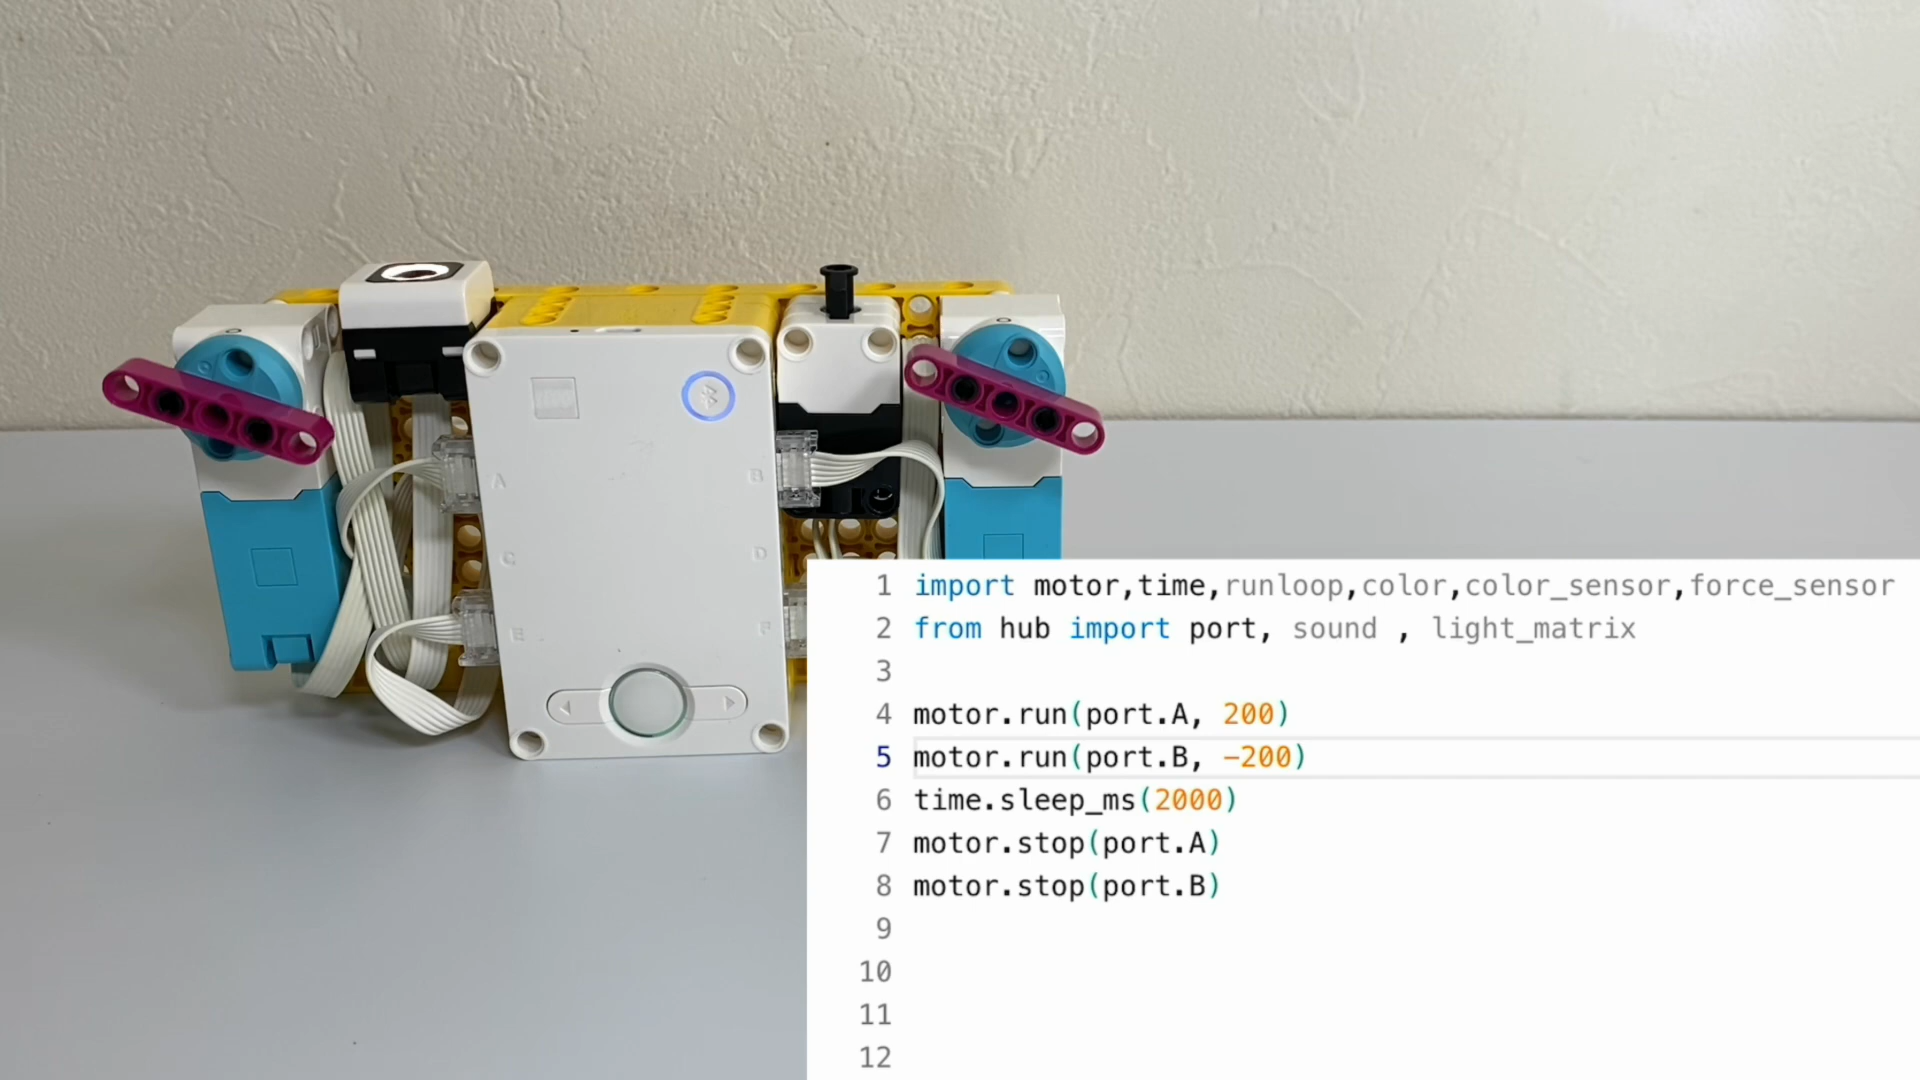 A
B
C
D
E
F
1 import motor,time,runloop,color,color_sensor,force_sensor
2 from hub import port, sound , light_matrix
3
4 motor.run(port.A, 200)
5 motor.run(port.B, -200)
6 time.sleep_ms(2000)
7 motor.stop(port.A)
8 motor.stop(port.B)
9
10
11
12